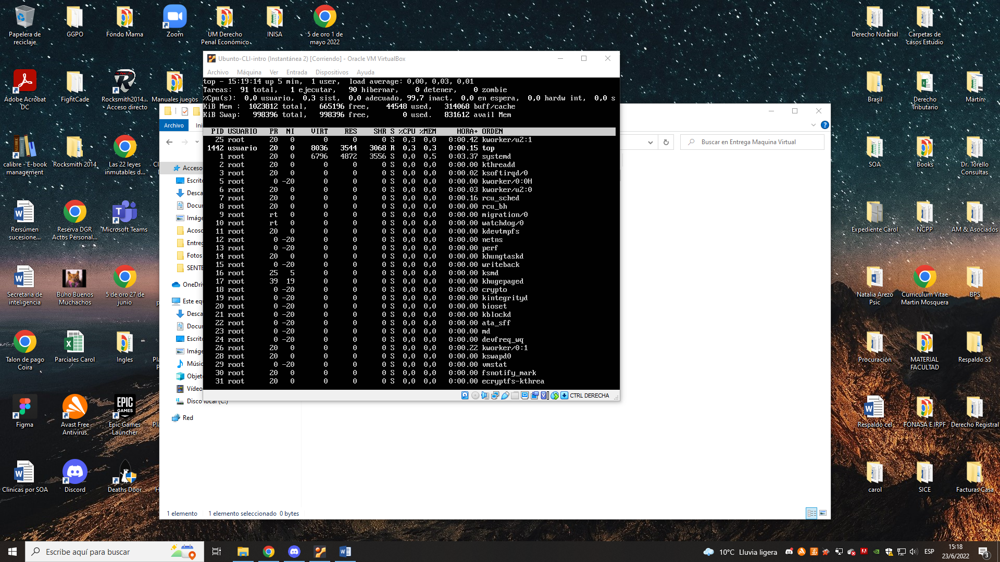 Papelera de reciclaje
GGPO
Fondo Mama
Zoom
UM Derecho Penal Económico
INISA
5 de oro 1 de mayo 2022
Derecho Notarial
Carpetas de casos Estudio
Adobe Acrobat DC
FightCade
Rocksmith2014... - Acceso directo
Manuales juegos
Brasil
Derecho Tributario
Martín
calibre - E-book management
Rocksmith 2014
Las 22 leyes inmutables d...
SOA
Books
Dr. Torello Consultas
Rersúmen sucesione...
Reserva DGR Actos Personal...
Microsoft Teams
Expediente Carol
NCPP
AM & Asociados
Secretaria de inteligencia
Buho Buenos Muchachos
5 de oro 27 de junio
Natalia Arezo Psic
Curriculum Vitae Martin Mosquera
BPS
Talon de pago Coira
Parciales Carol
Ingles
Procuración
MATERIAL FACULTAD
Respaldo S5
Figma
Avast Free Antivirus
EPIC GAMES
Epic Games Launcher
Respaldo cel
FONASA E IRPF
Derecho Registral
Clinicas por SOA
Discord
Deaths Door...
carol
SICE
Facturas Casa
Ubunto-CLI-intro (Instantánea 2) [Corriendo] - Oracle VM VirtualBox
Archivo Máquina Ver Entrada Dispositivos Ayuda
top - 15:19:14 up 5 min,  1 user,  load average: 0,00, 0,03, 0,01
Tareas:  91 total,   1 ejecutar,   90 hibernar,    0 detener,    0 zombie
%Cpu(s):  0,0 usuario,  0,3 sist,  0,0 adecuado, 99,7 inact,  0,0 en espera,  0,0 hardw int,  0,0 s
KiB Mem :  1023812 total,   665196 free,    44548 used,   314068 buff/cache
KiB Swap:   998396 total,   998396 free,        0 used.   831612 avail Mem
PID USUARIO PR NI VIRT RES SHR S %CPU %MEM HORA+ ORDEN
25 root 20 0 0 0 0 S 0,3 0,0 0:00.42 kworker/u2:1
1442 usuario 20 0 8036 3544 3068 R 0,3 0,3 0:00.15 top
1 root 20 0 6796 4872 3556 S 0,0 0,5 0:03.37 systemd
2 root 20 0 0 0 0 S 0,0 0,0 0:00.00 kthreadd
3 root 20 0 0 0 0 S 0,0 0,0 0:00.02 ksoftirqd/0
5 root 0 -20 0 0 0 S 0,0 0,0 0:00.00 kworker/0:0H
6 root 20 0 0 0 0 S 0,0 0,0 0:00.03 kworker/u2:0
7 root 20 0 0 0 0 S 0,0 0,0 0:00.16 rcu_sched
8 root 20 0 0 0 0 S 0,0 0,0 0:00.00 rcu_bh
9 root rt 0 0 0 0 S 0,0 0,0 0:00.00 migration/0
10 root rt 0 0 0 0 S 0,0 0,0 0:00.00 watchdog/0
11 root 20 0 0 0 0 S 0,0 0,0 0:00.00 kdevtmpfs
12 root 0 -20 0 0 0 S 0,0 0,0 0:00.00 netns
13 root 0 -20 0 0 0 S 0,0 0,0 0:00.00 perf
14 root 20 0 0 0 0 S 0,0 0,0 0:00.00 khungtaskd
15 root 0 -20 0 0 0 S 0,0 0,0 0:00.00 writeback
16 root 25 5 0 0 0 S 0,0 0,0 0:00.00 ksmd
17 root 39 19 0 0 0 S 0,0 0,0 0:00.00 khugepaged
18 root 0 -20 0 0 0 S 0,0 0,0 0:00.00 crypto
19 root 0 -20 0 0 0 S 0,0 0,0 0:00.00 kintegrityd
20 root 0 -20 0 0 0 S 0,0 0,0 0:00.00 bioset
21 root 0 -20 0 0 0 S 0,0 0,0 0:00.00 kblockd
22 root 0 -20 0 0 0 S 0,0 0,0 0:00.00 ata_sff
23 root 0 -20 0 0 0 S 0,0 0,0 0:00.00 md
24 root 0 -20 0 0 0 S 0,0 0,0 0:00.00 devfreq_wq
26 root 20 0 0 0 0 S 0,0 0,0 0:00.22 kworker/0:1
28 root 20 0 0 0 0 S 0,0 0,0 0:00.00 kswapd0
29 root 0 -20 0 0 0 S 0,0 0,0 0:00.00 vmstat
30 root 20 0 0 0 0 S 0,0 0,0 0:00.00 fsnotify_mark
31 root 20 0 0 0 0 S 0,0 0,0 0:00.00 ecryptfs-kthrea
CTRL DERECHA
Archivo Ini
Buscar en Entrega Maquina Virtual
Acceso
Escrito
Desca
Docu
Imáge
Acoso
Entreg
Fotos
SENTE
OneDriv
Este equ
Desca
Docur
Escrito
Imáge
Músic
Objeto
Vídeo
Disco local (C:)
Red
1 elemento
1 elemento seleccionado  0 bytes
Escribe aquí para buscar
10°C Lluvia ligera
ESP
15:18
23/6/2022
3